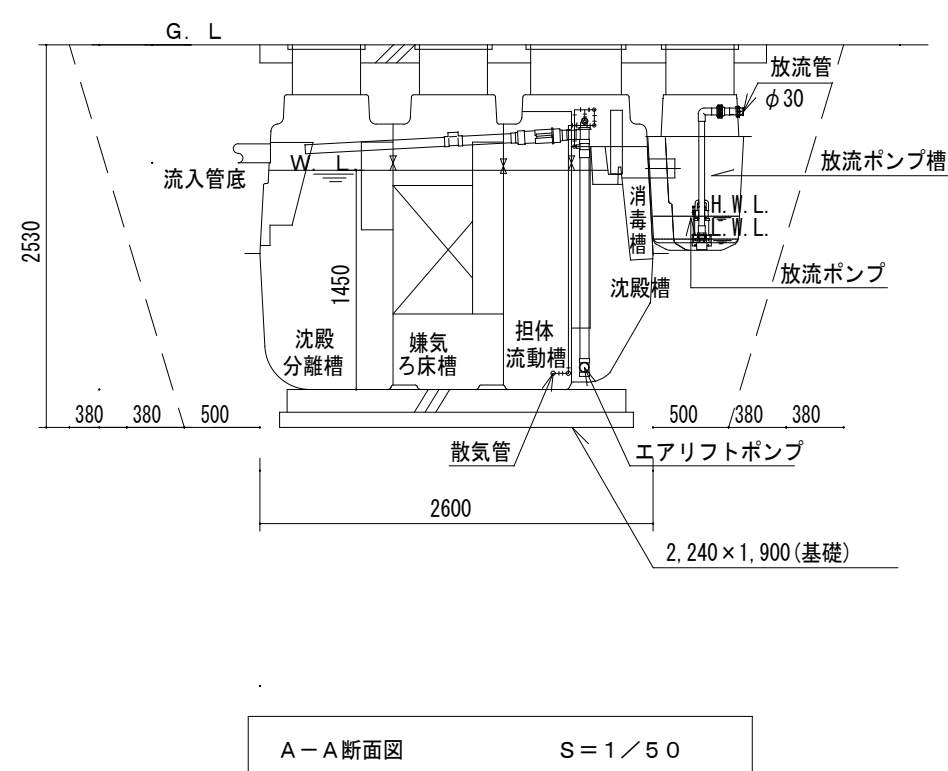 G. L
放流管
φ30
放流ポンプ槽
流入管底
W. L.
消毒槽
H.W.L.
L.W.L.
放流ポンプ
2530
1450
沈殿槽
沈殿
分離槽
嫌気
ろ床槽
担体
流動槽
380 380 500
500 380 380
散気管
エアリフトポンプ
2600
2,240×1,900(基礎)
A－A断面図 S＝1／50